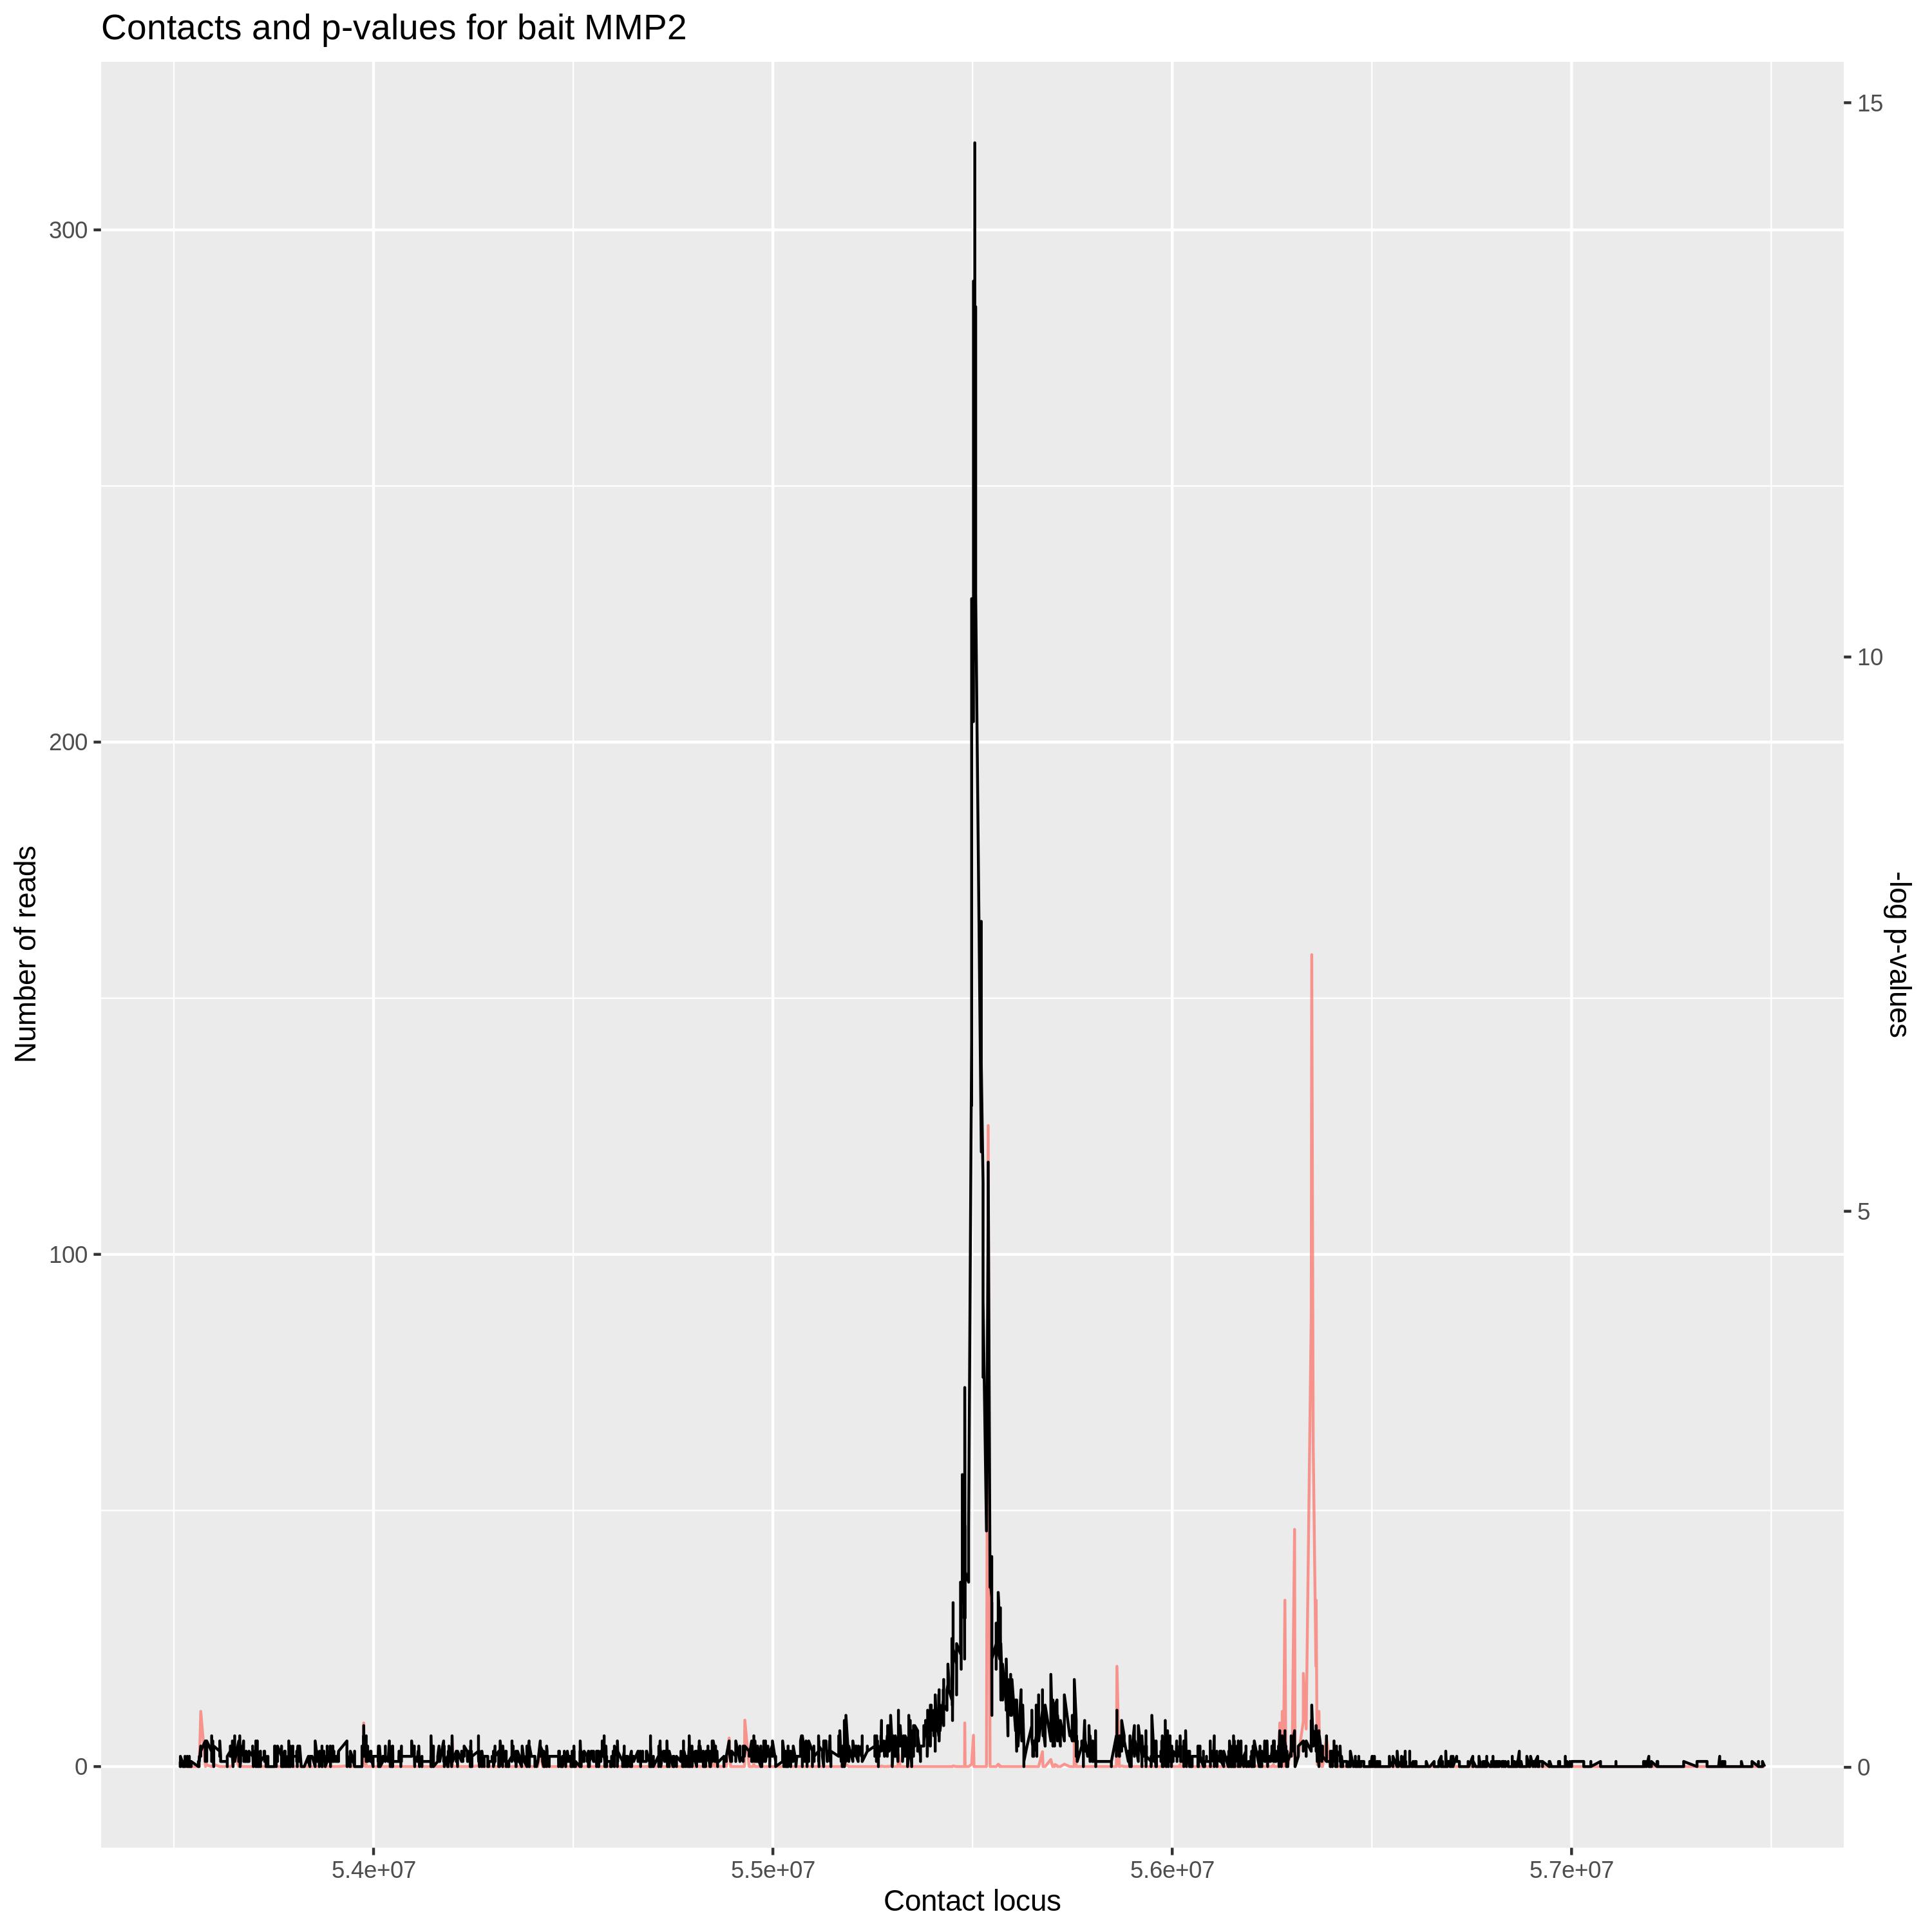 Contacts and p-values for bait MMP2
15
300
10
200
Number of reads
-log p-values
5
100
0
0
5.4e+07
5.5e+07
5.6e+07
5.7e+07
Contact locus